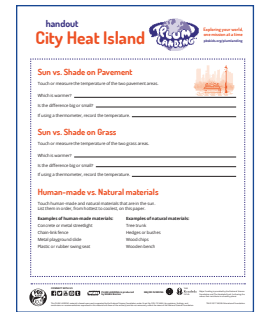 handout
City Heat Island
PLUM LANDING
Exploring your world,
one mission at a time
pbskids.org/plumlanding
Sun vs. Shade on Pavement
Touch or measure the temperature of the two pavement areas.
Which is warmer?
Is the difference big or small?
If using a thermometer, record the temperature.
Sun vs. Shade on Grass
Touch or measure the temperature of the two grass areas.
Which is warmer?
Is the difference big or small?
If using a thermometer, record the temperature.
Human-made vs. Natural materials
Touch human-made and natural materials that are in the sun.
List them in order, from hottest to coolest, on this paper.
Examples of human-made materials:
Concrete or metal streetlight
Chain-link fence
Metal playground slide
Plastic or rubber swing seat
Examples of natural materials:
Tree trunk
Hedges or bushes
Wood chips
Wooden bench
PBS KIDS